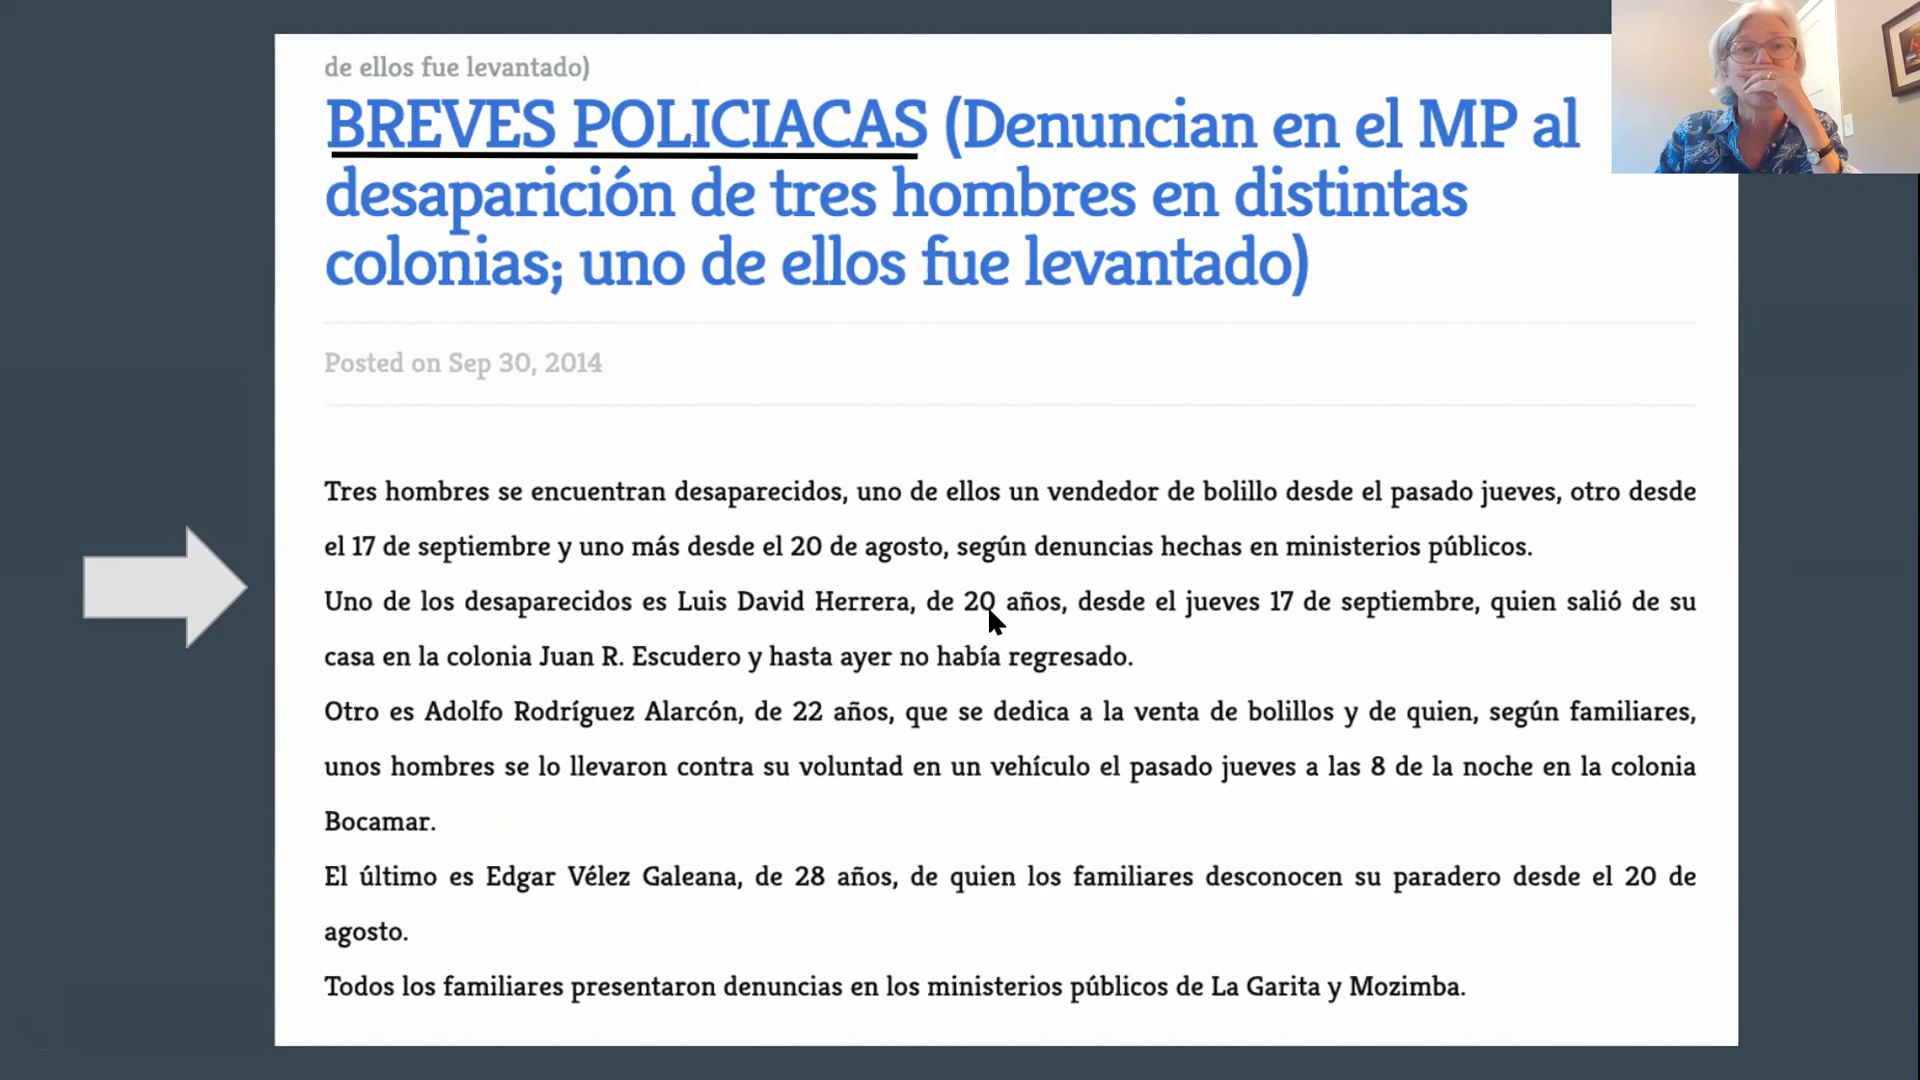 de ellos fue levantado)
BREVES POLICIACAS (Denuncian en el MP al
desaparición de tres hombres en distintas
colonias; uno de ellos fue levantado)
Posted on Sep 30, 2014
Tres hombres se encuentran desaparecidos, uno de ellos un vendedor de bolillo desde el pasado jueves, otro desde
el 17 de septiembre y uno más desde el 20 de agosto, según denuncias hechas en ministerios públicos.
Uno de los desaparecidos es Luis David Herrera, de 20 años, desde el jueves 17 de septiembre, quien salió de su
casa en la colonia Juan R. Escudero y hasta ayer no había regresado.
Otro es Adolfo Rodríguez Alarcón, de 22 años, que se dedica a la venta de bolillos y de quien, según familiares,
unos hombres se lo llevaron contra su voluntad en un vehículo el pasado jueves a las 8 de la noche en la colonia
Bocamar.
El último es Edgar Vélez Galeana, de 28 años, de quien los familiares desconocen su paradero desde el 20 de
agosto.
Todos los familiares presentaron denuncias en los ministerios públicos de La Garita y Mozimba.